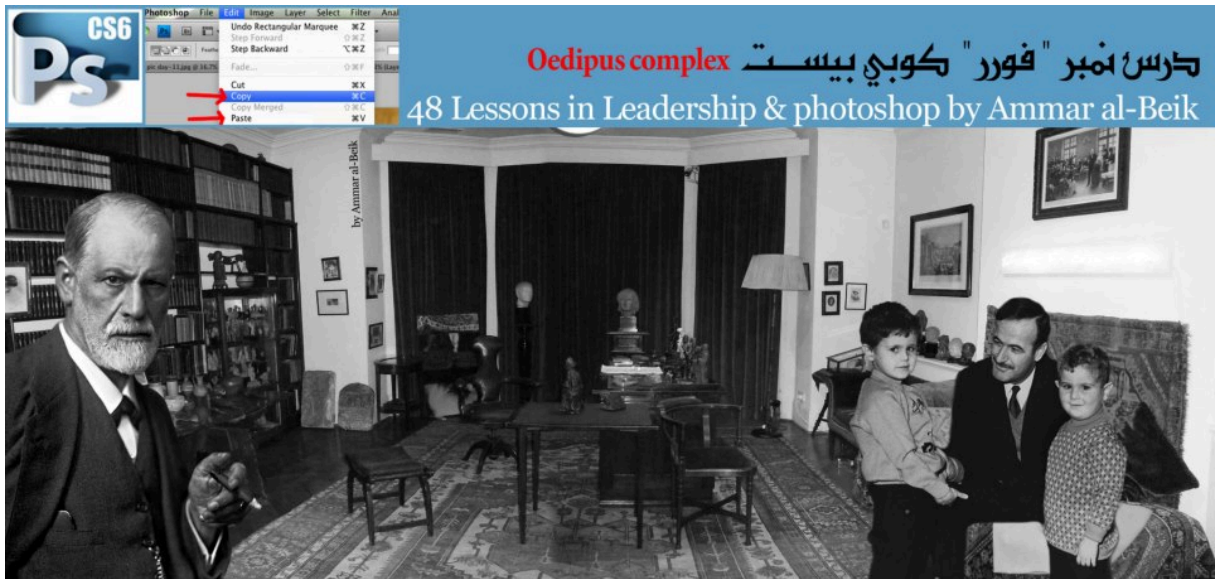 CS6
Ps
Photoshop File Edit Image Layer Select Filter Anal
Undo Rectangular Marquee ⌘Z
Step Forward ⇧⌘Z
Step Backward ⌥⌘Z
Fade... ⇧⌘F
Cut ⌘X
Copy ⌘C
Copy Merged ⇧⌘C
Paste ⌘V
درس نمبر "فورر" كوبي بيست Oedipus complex
48 Lessons in Leadership & photoshop by Ammar al-Beik
by Ammar al-Beik